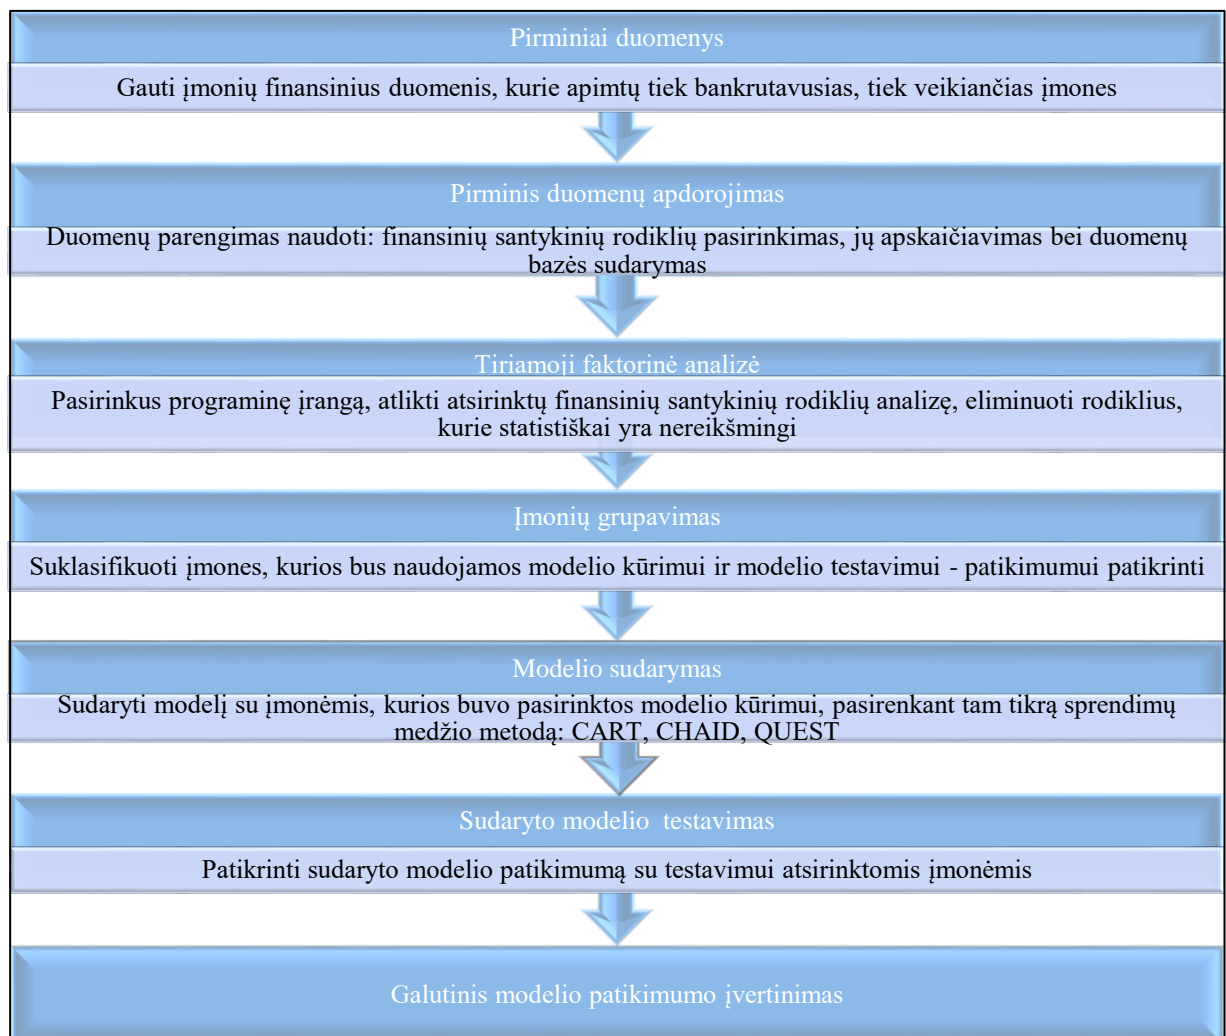 Pirminiai duomenys
Gauti įmonių finansinius duomenis, kurie apimtų tiek bankrutavusias, tiek veikiančias įmones
Pirminis duomenų apdorojimas
Duomenų parengimas naudoti: finansinių santykinių rodiklių pasirinkimas, jų apskaičiavimas bei duomenų
bazės sudarymas
Tiriamoji faktorinė analizė
Pasirinkus programinę įrangą, atlikti atsirinktų finansinių santykinių rodiklių analizę, eliminuoti rodiklius,
kurie statistiškai yra nereikšmingi
Įmonių grupavimas
Suklasifikuoti įmones, kurios bus naudojamos modelio kūrimui ir modelio testavimui - patikimumui patikrinti
Modelio sudarymas
Sudaryti modelį su įmonėmis, kurios buvo pasirinktos modelio kūrimui, pasirenkant tam tikrą sprendimų
medžio metodą: CART, CHAID, QUEST
Sudaryto modelio testavimas
Patikrinti sudaryto modelio patikimumą su testavimui atsirinktomis įmonėmis
Galutinis modelio patikimumo įvertinimas